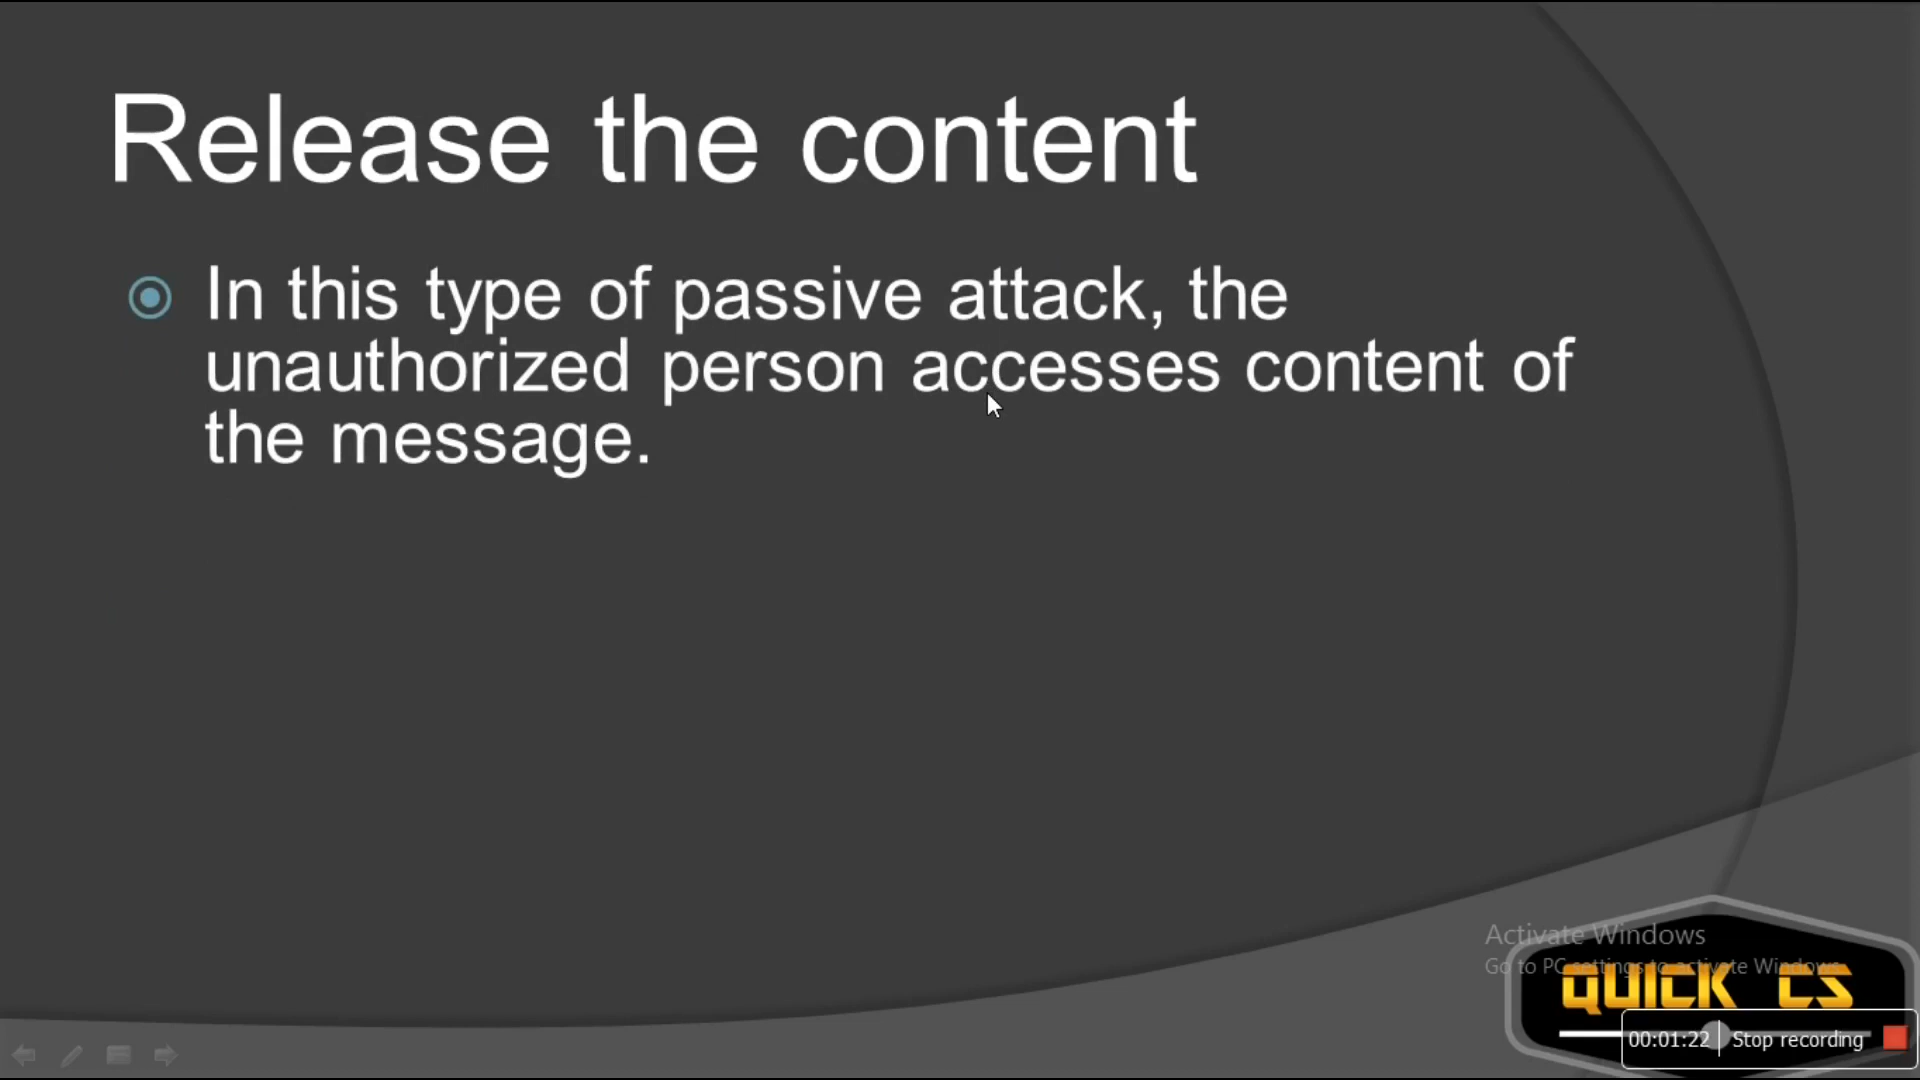 Release the content
In this type of passive attack, the
unauthorized person accesses content of
the message.
Activate Windows
Go to PC settings to activate Windows.
QUICK CS
00:01:22 Stop recording